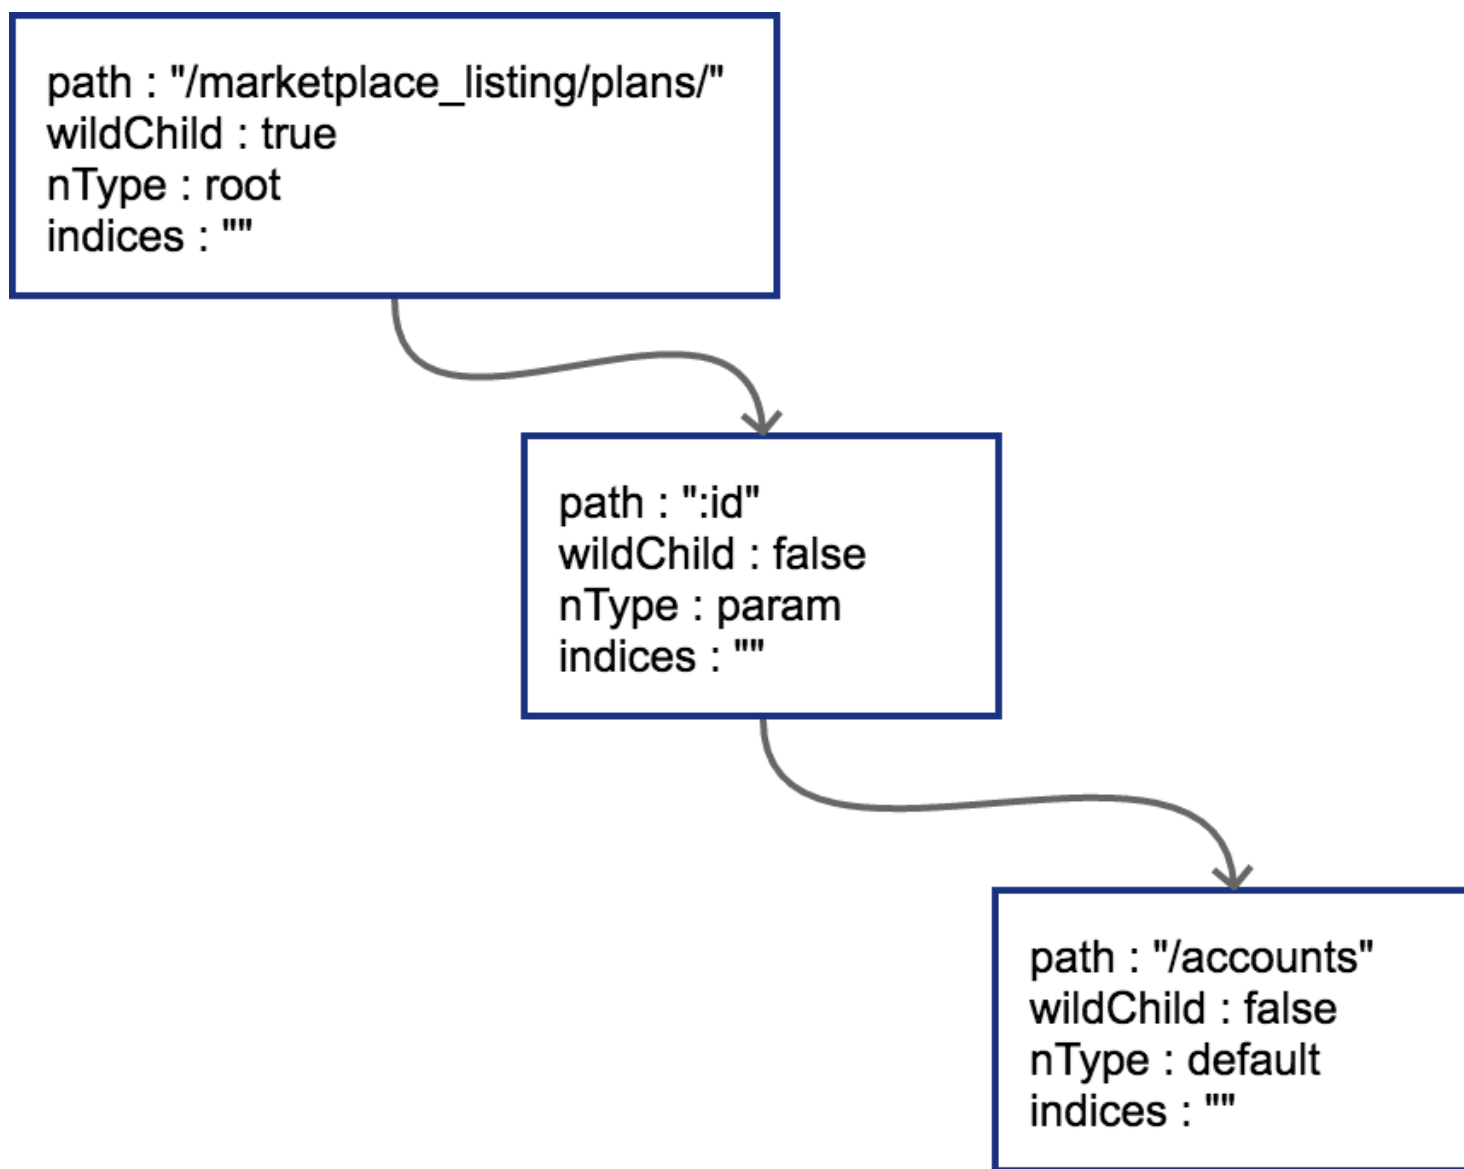 path : "/marketplace_listing/plans/"
wildChild : true
nType : root
indices : ""
path : ":id"
wildChild : false
nType : param
indices : ""
path : "/accounts"
wildChild : false
nType : default
indices : ""